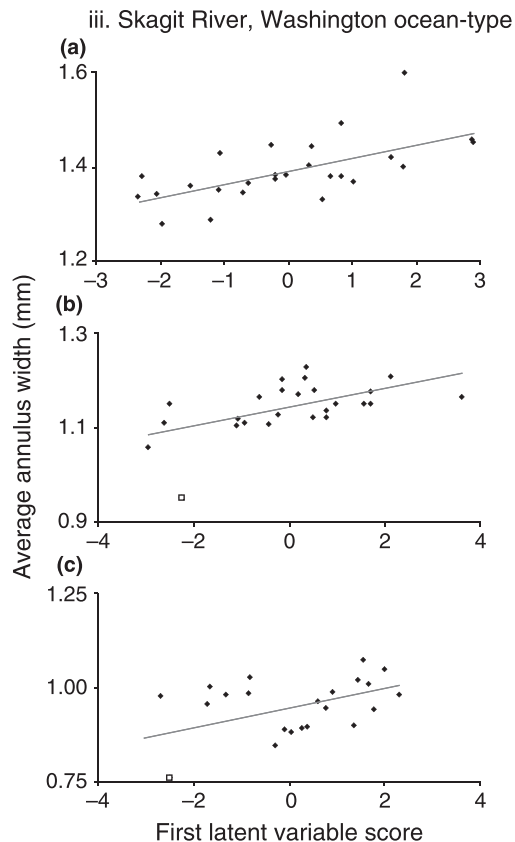 iii. Skagit River, Washington ocean-type
(a)
1.6
1.4
1.2
−3 −2 −1 0 1 2 3
(b)
1.3
1.1
0.9
−4 −2 0 2 4
(c)
1.25
1.00
0.75
−4 −2 0 2 4
Average annulus width (mm)
First latent variable score